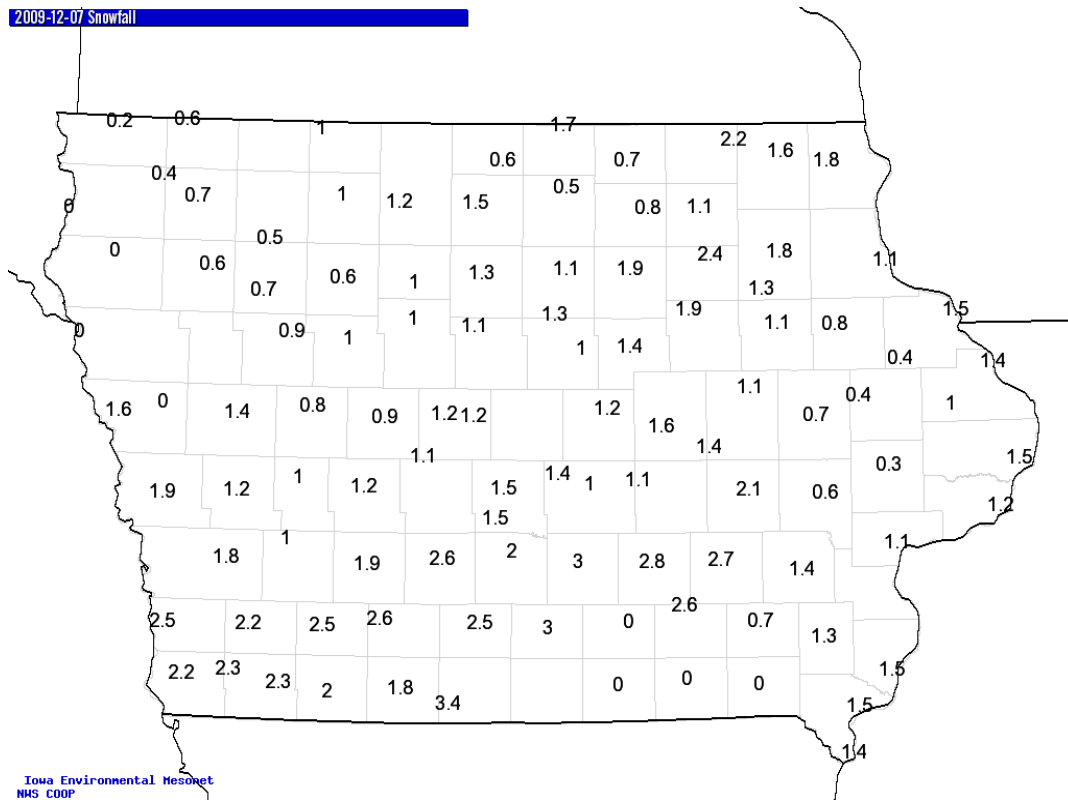 2009-12-07 Snowfall
0.2 0.6 1 1.7
2.2 1.6 1.8
0.6 0.7
0.4 0.7 1 1.2 1.5 0.5 0.8 1.1
0
0 0.6 0.5 2.4 1.8 1.1
0.7 0.6 1 1.3 1.1 1.9 1.3
0 0.9 1 1 1.1 1.3 1.9 1.1 0.8 1.5
1 1.4 0.4 1.4
1.6 0 1.4 0.8 0.9 1.2 1.2 1.2 1.1 0.7 0.4 1
1.6 1.4
1.1 1.5
1.9 1.2 1 1.2 1.5 1.4 1 1.1 2.1 0.6 0.3
1.5 1.2
1.8 1 1.9 2.6 2 3 2.8 2.7 1.4 1.1
2.5 2.2 2.5 2.6 2.5 3 0 2.6 0.7 1.3
2.2 2.3 2.3 2 1.8 3.4 0 0 0 1.5
1.5
1.4
Iowa Environmental Mesonet
NWS COOP